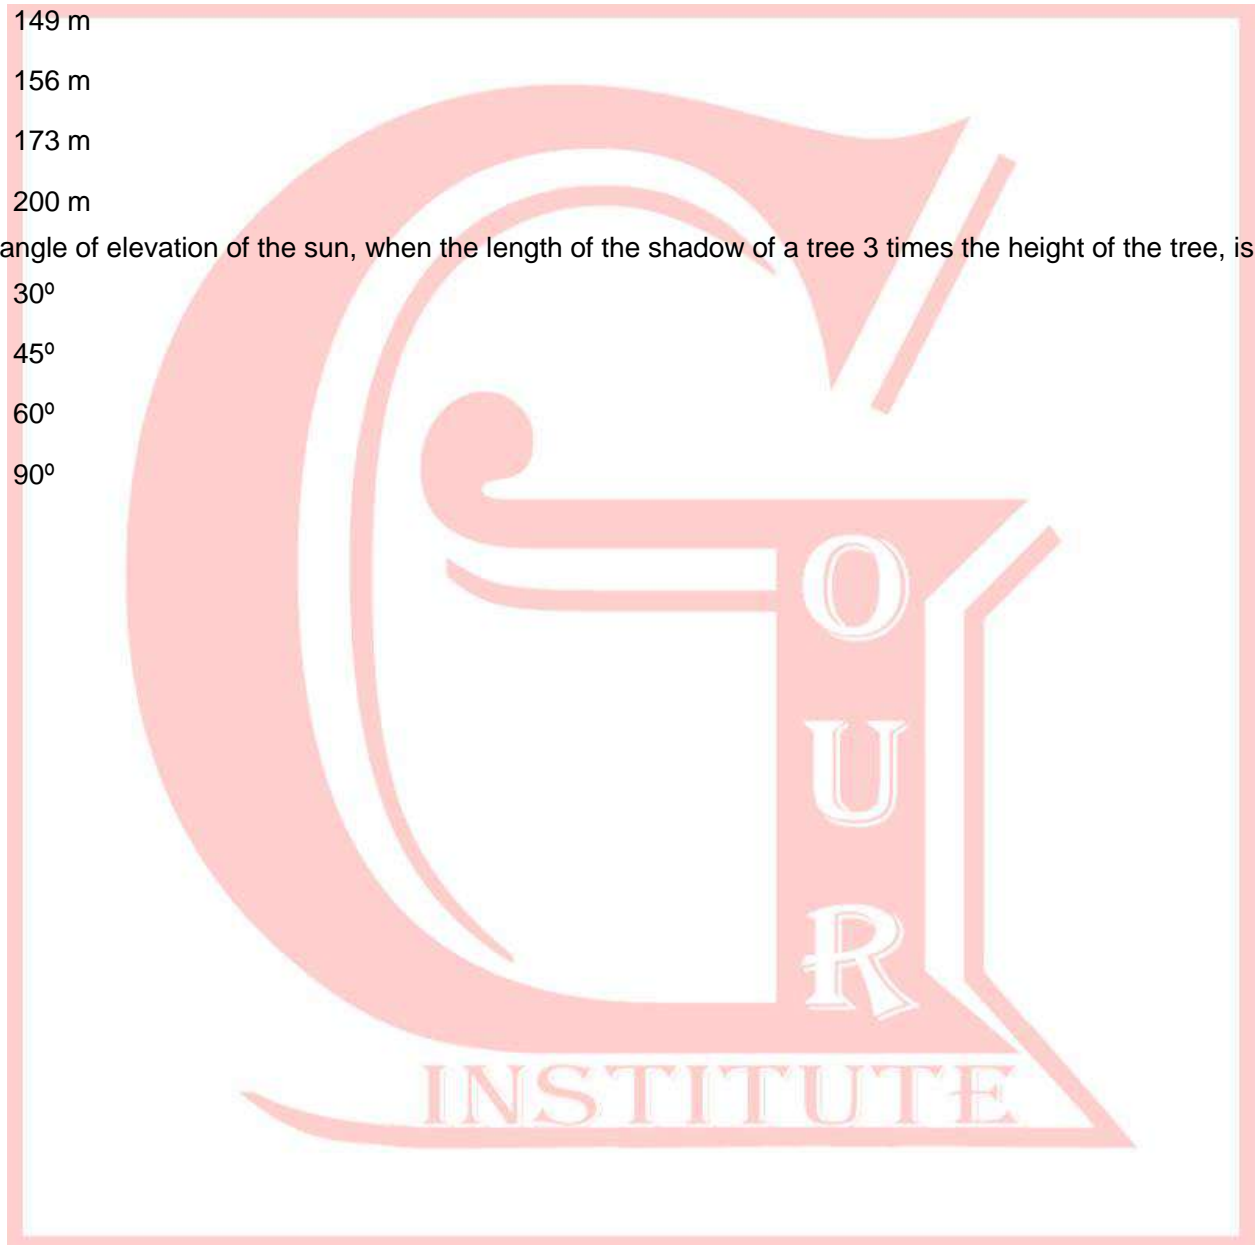 149 m
156 m
173 m
200 m
angle of elevation of the sun, when the length of the shadow of a tree 3 times the height of the tree, is
30º
45º
60º
90º
OUR
INSTITUTE